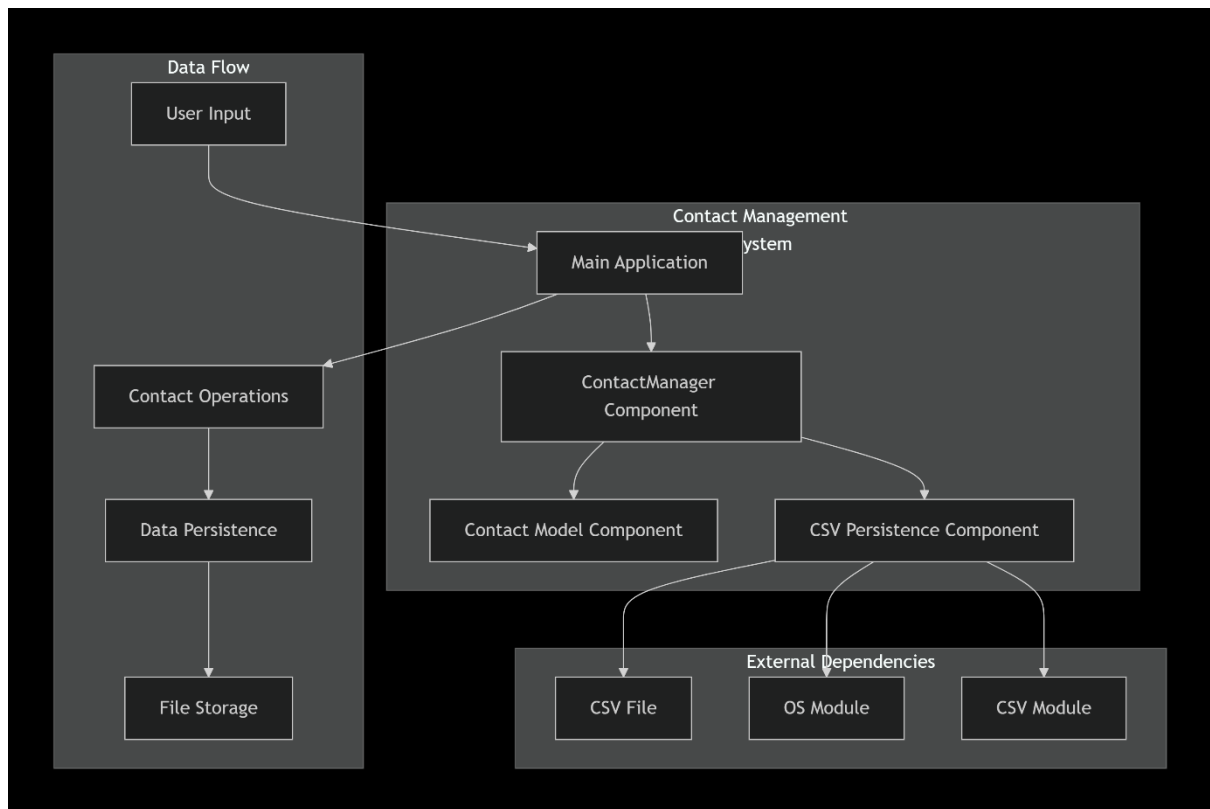 Data Flow
User Input
Contact Management
ystem
Main Application
Contact Operations
ContactManager
Component
Data Persistence
Contact Model Component
CSV Persistence Component
External Dependencies
File Storage
CSV File
OS Module
CSV Module